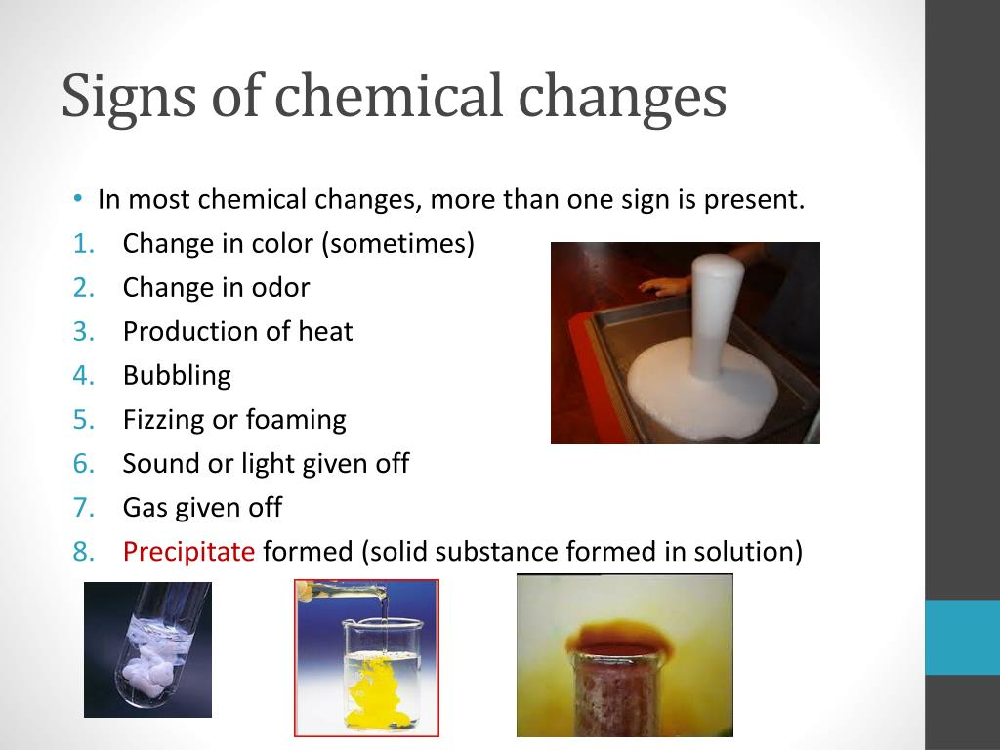 Signs of chemical changes
• In most chemical changes, more than one sign is present.
1. Change in color (sometimes)
2. Change in odor
3. Production of heat
4. Bubbling
5. Fizzing or foaming
6. Sound or light given off
7. Gas given off
8. Precipitate formed (solid substance formed in solution)